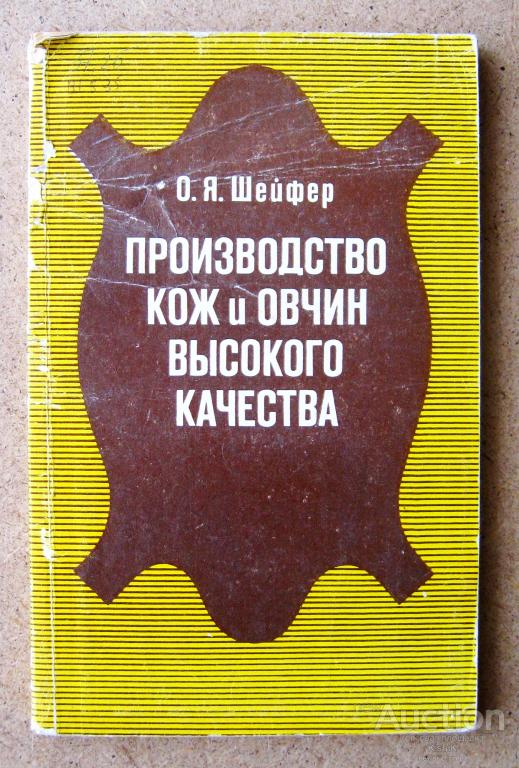 О. Я. Шейфер
ПРОИЗВОДСТВО
КОЖ и ОВЧИН
ВЫСОКОГО
КАЧЕСТВА
Auction